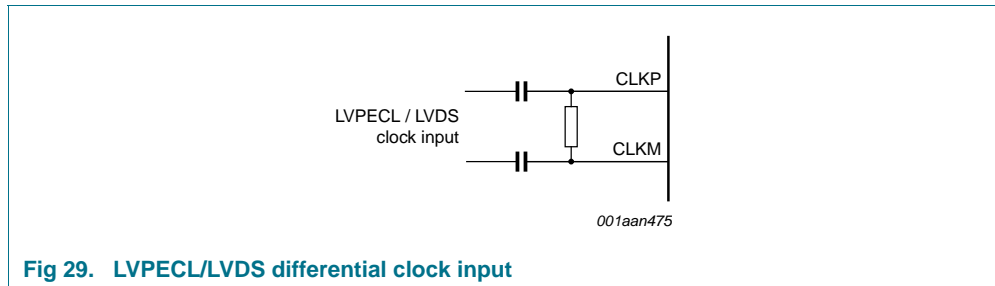 CLKP
LVPECL / LVDS
clock input
CLKM
001aan475
Fig 29. LVPECL/LVDS differential clock input